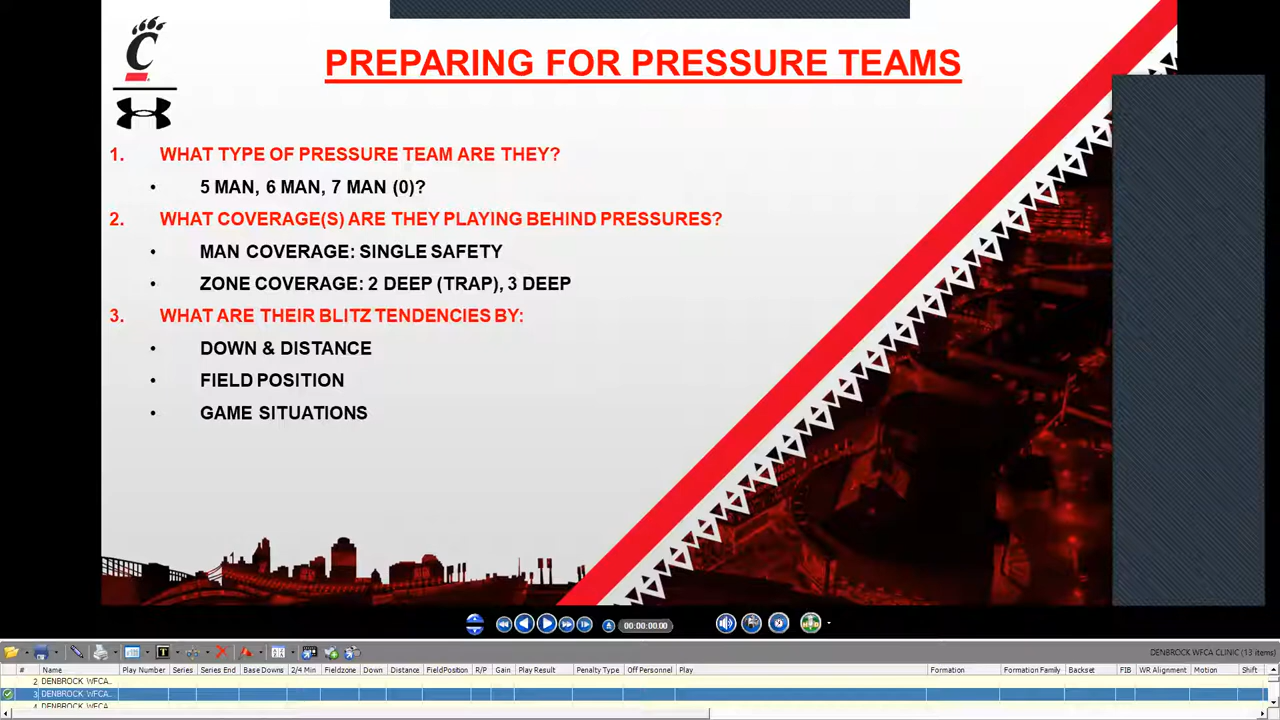 C
PREPARING FOR PRESSURE TEAMS
1. WHAT TYPE OF PRESSURE TEAM ARE THEY?
• 5 MAN, 6 MAN, 7 MAN (0)?
2. WHAT COVERAGE(S) ARE THEY PLAYING BEHIND PRESSURES?
• MAN COVERAGE: SINGLE SAFETY
• ZONE COVERAGE: 2 DEEP (TRAP), 3 DEEP
3. WHAT ARE THEIR BLITZ TENDENCIES BY:
• DOWN & DISTANCE
• FIELD POSITION
• GAME SITUATIONS
00:00:00.00
DENBROCK WFCA CLINIC (13 items)
# Name Play Number Series Series End Base Downs 2/4 Min Fieldzone Down Distance FieldPosition R/P Gain Play Result Penalty Type Off Personnel Play Formation Formation Family Backset FIB WR Alignment Motion Shift
2 DENBROCK WFCA..
3 DENBROCK WFCA..
4 DENBROCK WFCA..